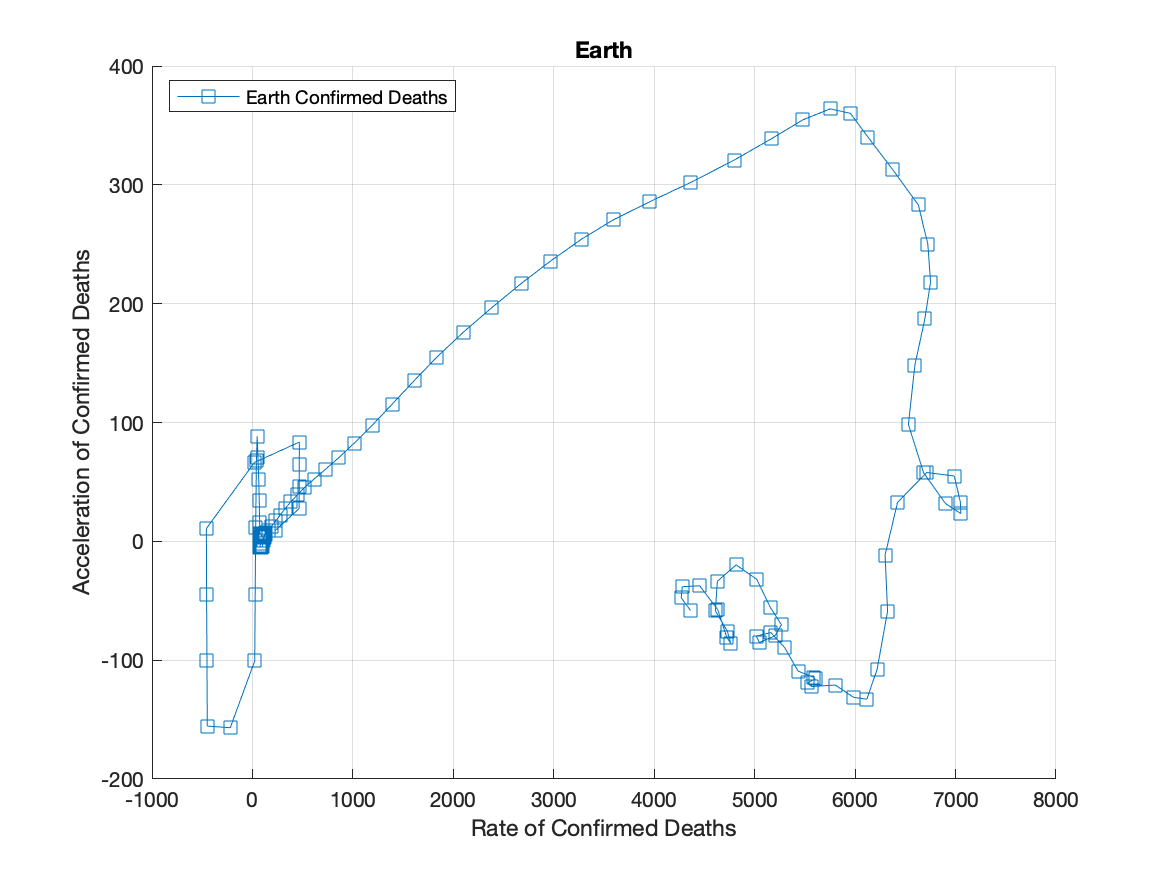 Earth
Earth Confirmed Deaths
400
300
200
100
0
-100
-200
Acceleration of Confirmed Deaths
-1000 0 1000 2000 3000 4000 5000 6000 7000 8000
Rate of Confirmed Deaths